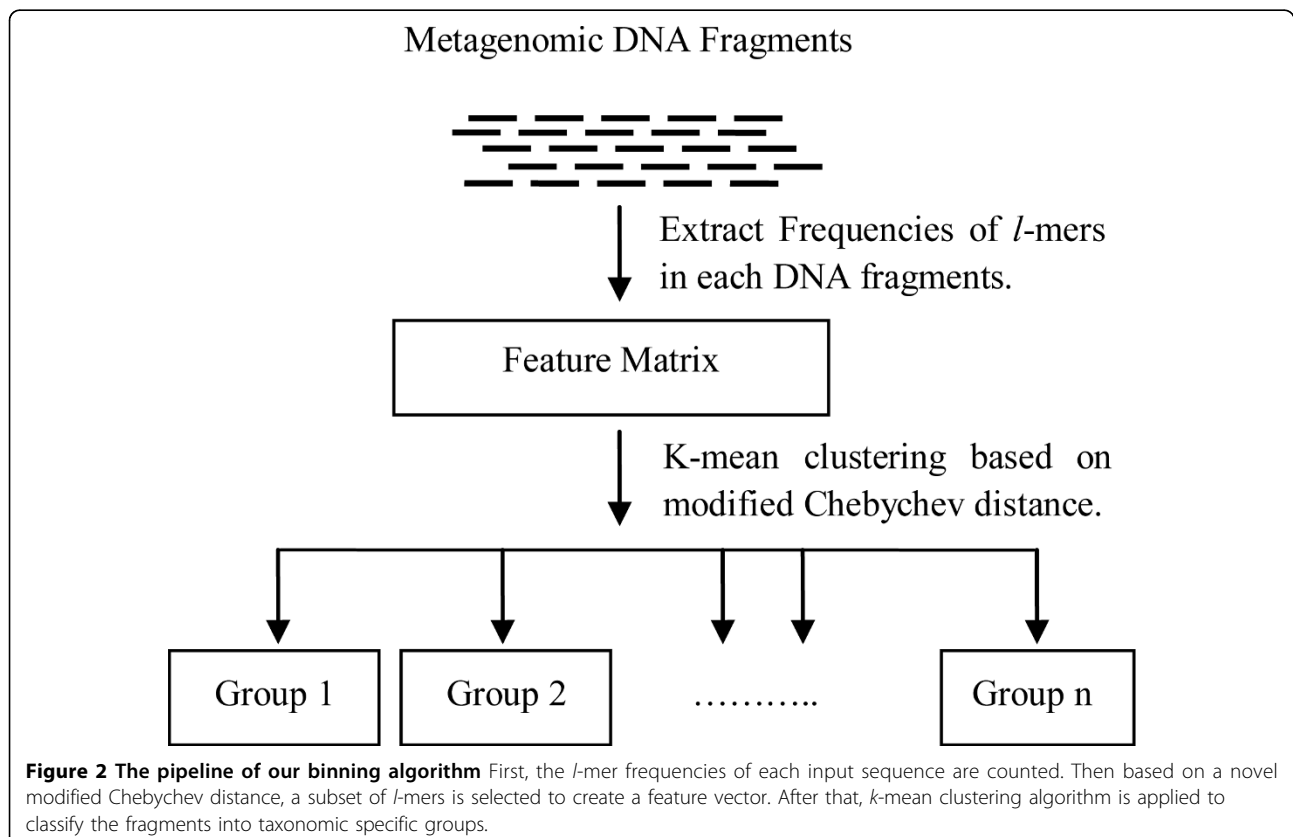 Metagenomic DNA Fragments
Extract Frequencies of l-mers
in each DNA fragments.
Feature Matrix
K-mean clustering based on
modified Chebychev distance.
Group 1
Group 2
...........
Group n
Figure 2 The pipeline of our binning algorithm First, the l-mer frequencies of each input sequence are counted. Then based on a novel
modified Chebychev distance, a subset of l-mers is selected to create a feature vector. After that, k-mean clustering algorithm is applied to
classify the fragments into taxonomic specific groups.